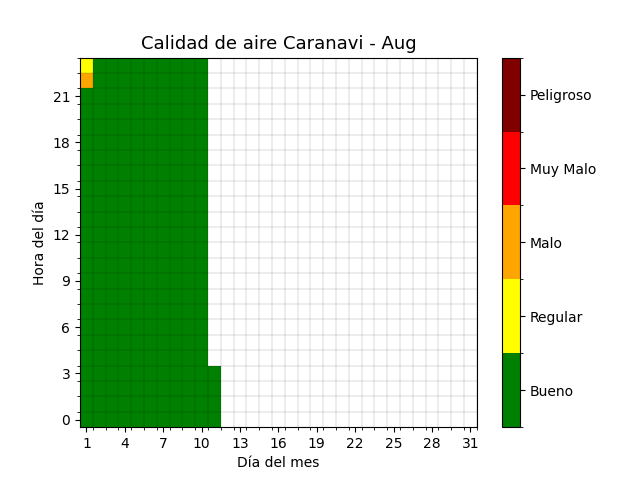 Calidad de aire Caranavi - Aug
Hora del día
21
18
15
12
9
6
3
0
1 4 7 10 13 16 19 22 25 28 31
Día del mes
Peligroso
Muy Malo
Malo
Regular
Bueno